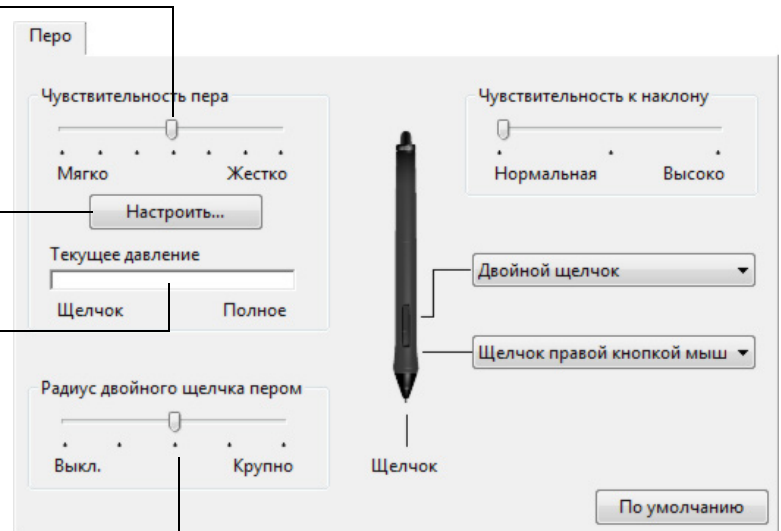 Перо
Чувствительность пера
Мягко Жестко
Настроить...
Текущее давление
Щелчок Полное
Радиус двойного щелчка пером
Выкл. Крупно
Чувствительность к наклону
Нормальная Высоко
Двойной щелчок
Щелчок правой кнопкой мыш
Щелчок
По умолчанию